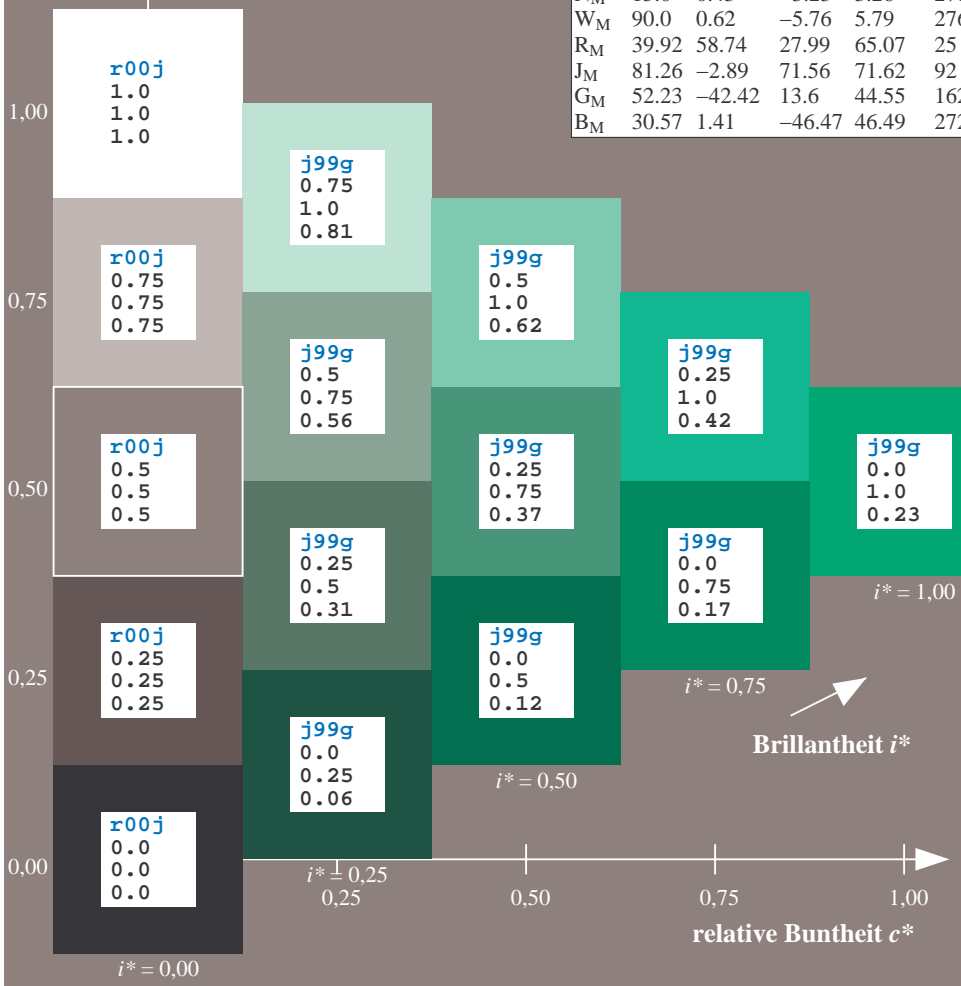 W_M 90.0 0.62 −5.76 5.79
R_M 39.92 58.74 27.99 65.07 25
J_M 81.26 −2.89 71.56 71.62 92
G_M 52.23 −42.42 13.6 44.55
B_M 30.57 1.41 −46.47 46.49
r00j
1.0
1.0
1.0
1,00
j99g
0.75
1.0
0.81
r00j
0.75
0.75
0.75
j99g
0.5
1.0
0.62
0,75
j99g
0.5
0.75
0.56
j99g
0.25
1.0
0.42
r00j
0.5
0.5
0.5
j99g
0.25
0.75
0.37
j99g
0.0
1.0
0.23
0,50
j99g
0.25
0.5
0.31
j99g
0.0
0.75
0.17
i* = 1,00
r00j
0.25
0.25
0.25
j99g
0.0
0.5
0.12
0,25
i* = 0,75
j99g
0.0
0.25
0.06
Brillantheit i*
i* = 0,50
r00j
0.0
0.0
0.0
0,00
i* = 0,25
0,25
0,50
0,75
1,00
relative Buntheit c*
i* = 0,00